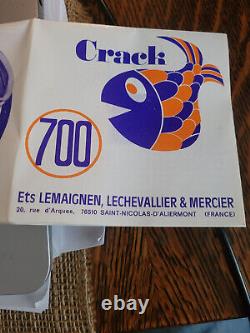 Crack
700
Ets LEMAIGNEN, LECHEVALLIER & MERCIER
20, rue d'Arques, 76510 SAINT-NICOLAS-D'ALIERMONT (FRANCE)